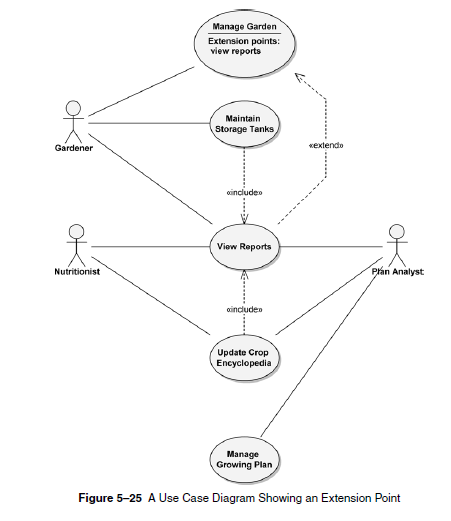 Manage Garden
Extension points:
view reports
Maintain
Storage Tanks
Gardener
«extend»
«include»
View Reports
Nutritionist
Plan Analyst
«include»
Update Crop
Encyclopedia
Manage
Growing Plan
Figure 5–25 A Use Case Diagram Showing an Extension Point